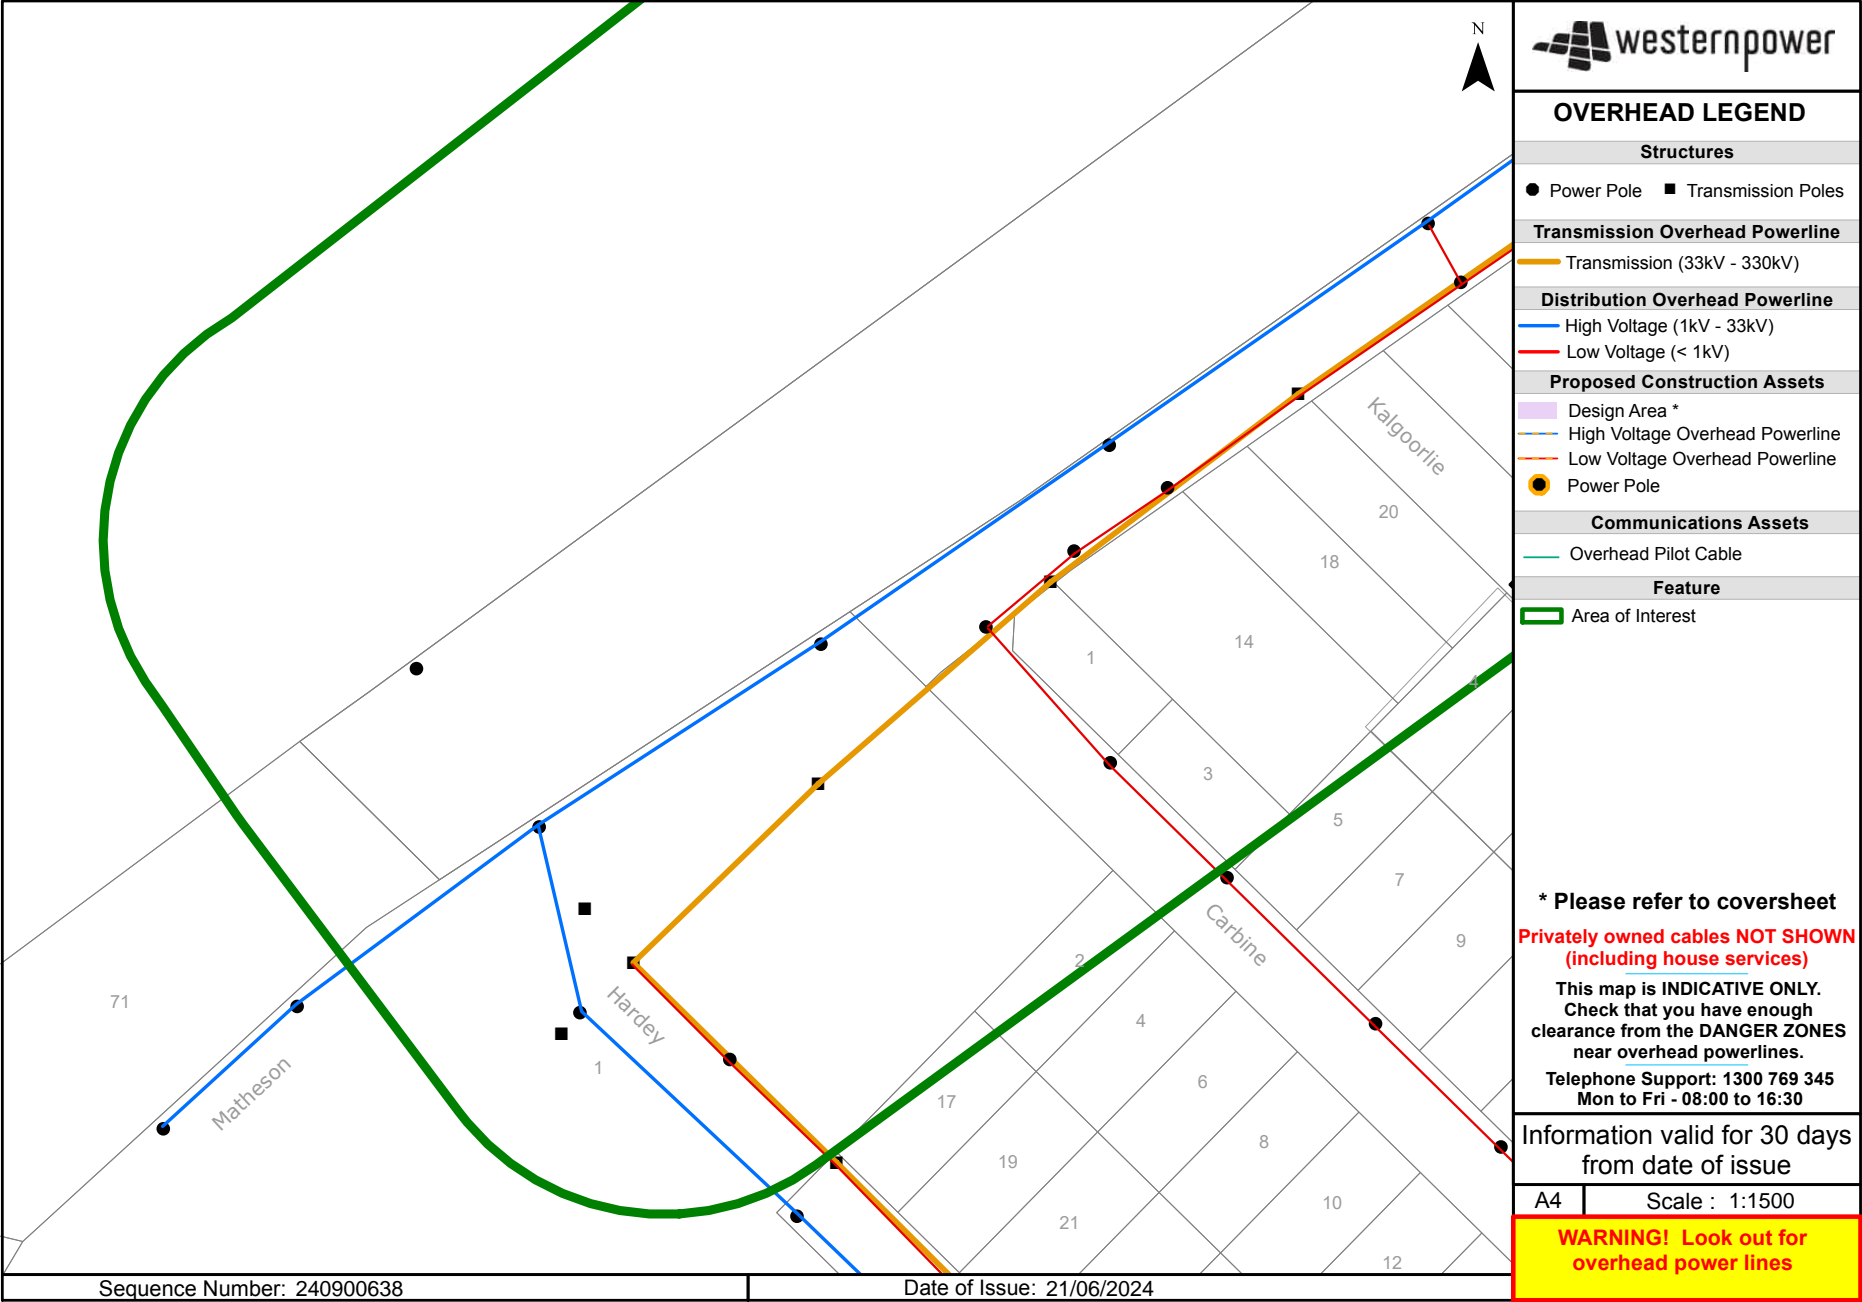 N
Kalgoorlie
20
18
14
1
4
3
5
7
9
Carbine
2
71
Hardey
4
1
Matheson
6
17
8
19
10
21
12
Sequence Number: 240900638
Date of Issue: 21/06/2024
westernpower
OVERHEAD LEGEND
Structures
Power Pole Transmission Poles
Transmission Overhead Powerline
Transmission (33kV - 330kV)
Distribution Overhead Powerline
High Voltage (1kV - 33kV)
Low Voltage (< 1kV)
Proposed Construction Assets
Design Area *
High Voltage Overhead Powerline
Low Voltage Overhead Powerline
Power Pole
Communications Assets
Overhead Pilot Cable
Feature
Area of Interest
* Please refer to coversheet
Privately owned cables NOT SHOWN
(including house services)
This map is INDICATIVE ONLY.
Check that you have enough
clearance from the DANGER ZONES
near overhead powerlines.
Telephone Support: 1300 769 345
Mon to Fri - 08:00 to 16:30
Information valid for 30 days
from date of issue
A4 Scale : 1:1500
WARNING! Look out for
overhead power lines